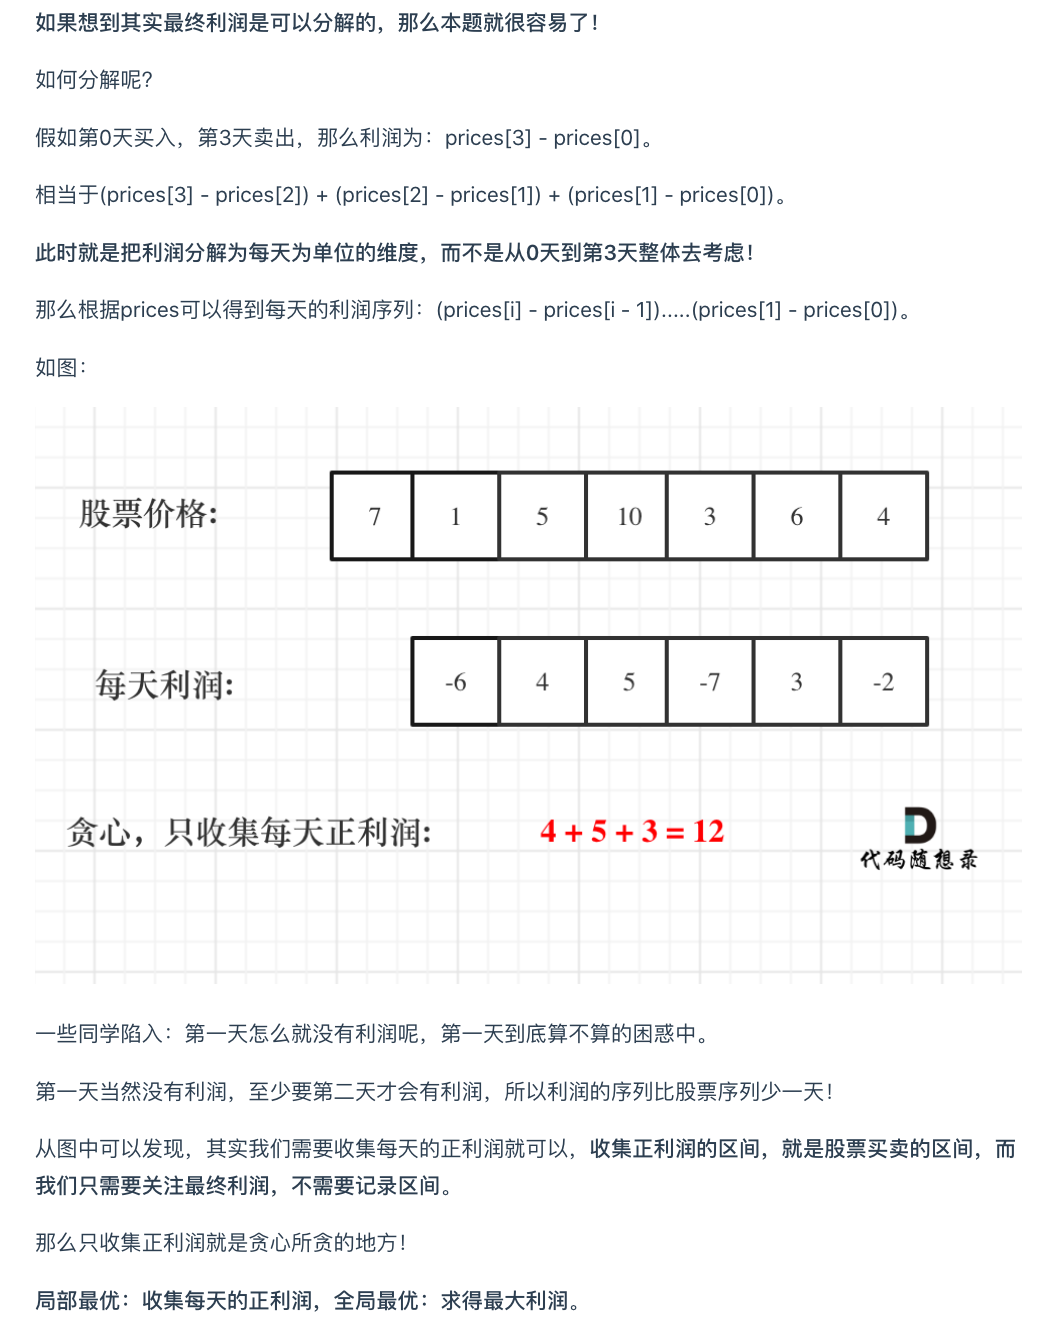 如果想到其实最终利润是可以分解的，那么本题就很容易了！
如何分解呢？
假如第0天买入，第3天卖出，那么利润为：prices[3] - prices[0]。
相当于(prices[3] - prices[2]) + (prices[2] - prices[1]) + (prices[1] - prices[0])。
此时就是把利润分解为每天为单位的维度，而不是从0天到第3天整体去考虑！
那么根据prices可以得到每天的利润序列：(prices[i] - prices[i - 1]).....(prices[1] - prices[0])。
如图：
股票价格: 7 1 5 10 3 6 4
每天利润: -6 4 5 -7 3 -2
贪心，只收集每天正利润: 4 + 5 + 3 = 12
代码随想录
一些同学陷入：第一天怎么就没有利润呢，第一天到底算不算的困惑中。
第一天当然没有利润，至少要第二天才会有利润，所以利润的序列比股票序列少一天！
从图中可以发现，其实我们需要收集每天的正利润就可以，收集正利润的区间，就是股票买卖的区间，而
我们只需要关注最终利润，不需要记录区间。
那么只收集正利润就是贪心所贪的地方！
局部最优：收集每天的正利润，全局最优：求得最大利润。